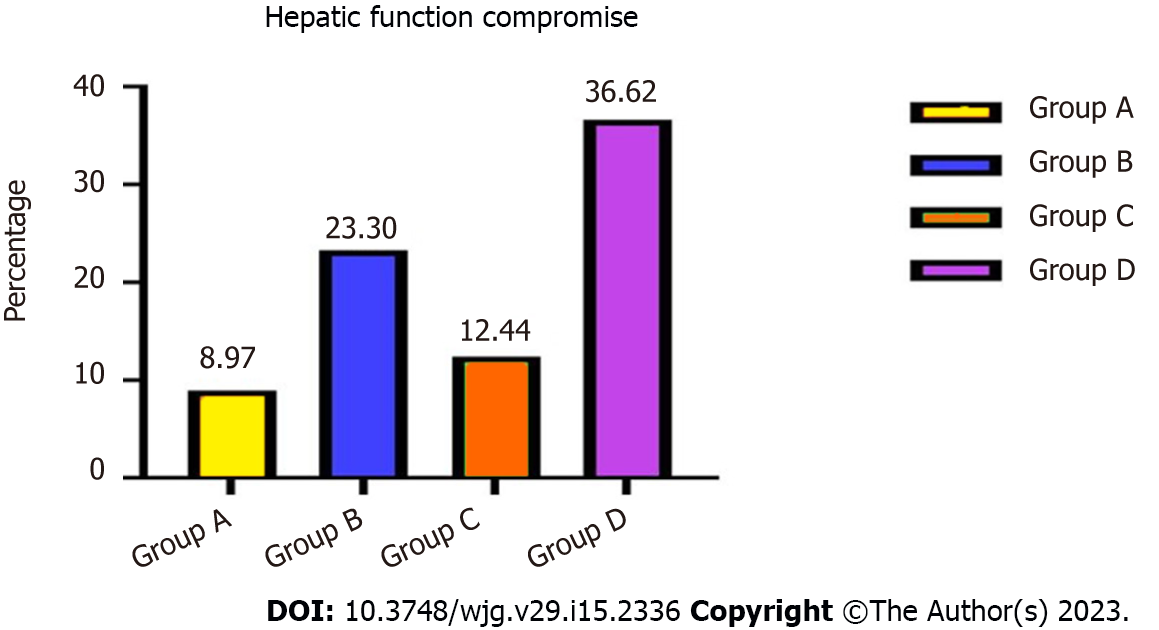 Hepatic function compromise
Percentage
40
30
20
10
0
8.97
23.30
12.44
36.62
Group A
Group B
Group C
Group D
Group A
Group B
Group C
Group D
DOI: 10.3748/wjg.v29.i15.2336 Copyright ©The Author(s) 2023.